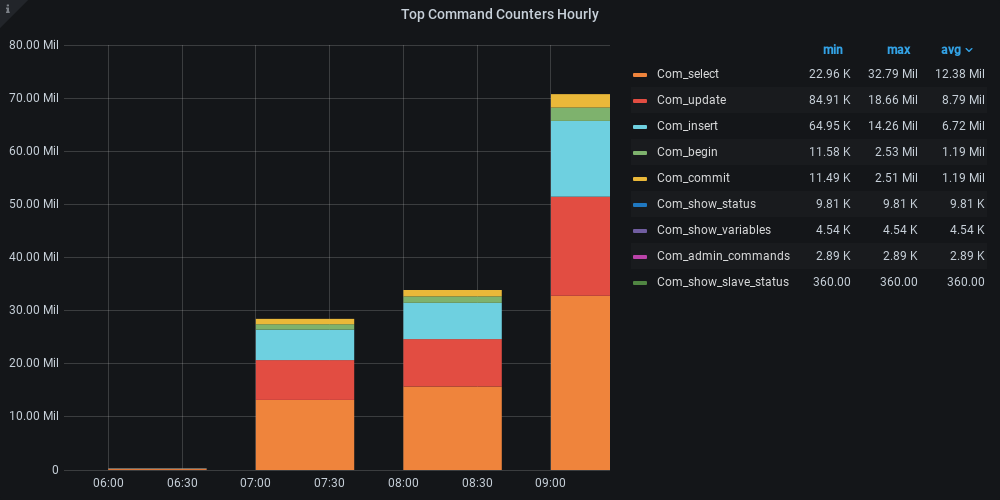 i
Top Command Counters Hourly
80.00 Mil
70.00 Mil
60.00 Mil
50.00 Mil
40.00 Mil
30.00 Mil
20.00 Mil
10.00 Mil
0
06:00 06:30 07:00 07:30 08:00 08:30 09:00
min max avg
Com_select 22.96 K 32.79 Mil 12.38 Mil
Com_update 84.91 K 18.66 Mil 8.79 Mil
Com_insert 64.95 K 14.26 Mil 6.72 Mil
Com_begin 11.58 K 2.53 Mil 1.19 Mil
Com_commit 11.49 K 2.51 Mil 1.19 Mil
Com_show_status 9.81 K 9.81 K 9.81 K
Com_show_variables 4.54 K 4.54 K 4.54 K
Com_admin_commands 2.89 K 2.89 K 2.89 K
Com_show_slave_status 360.00 360.00 360.00